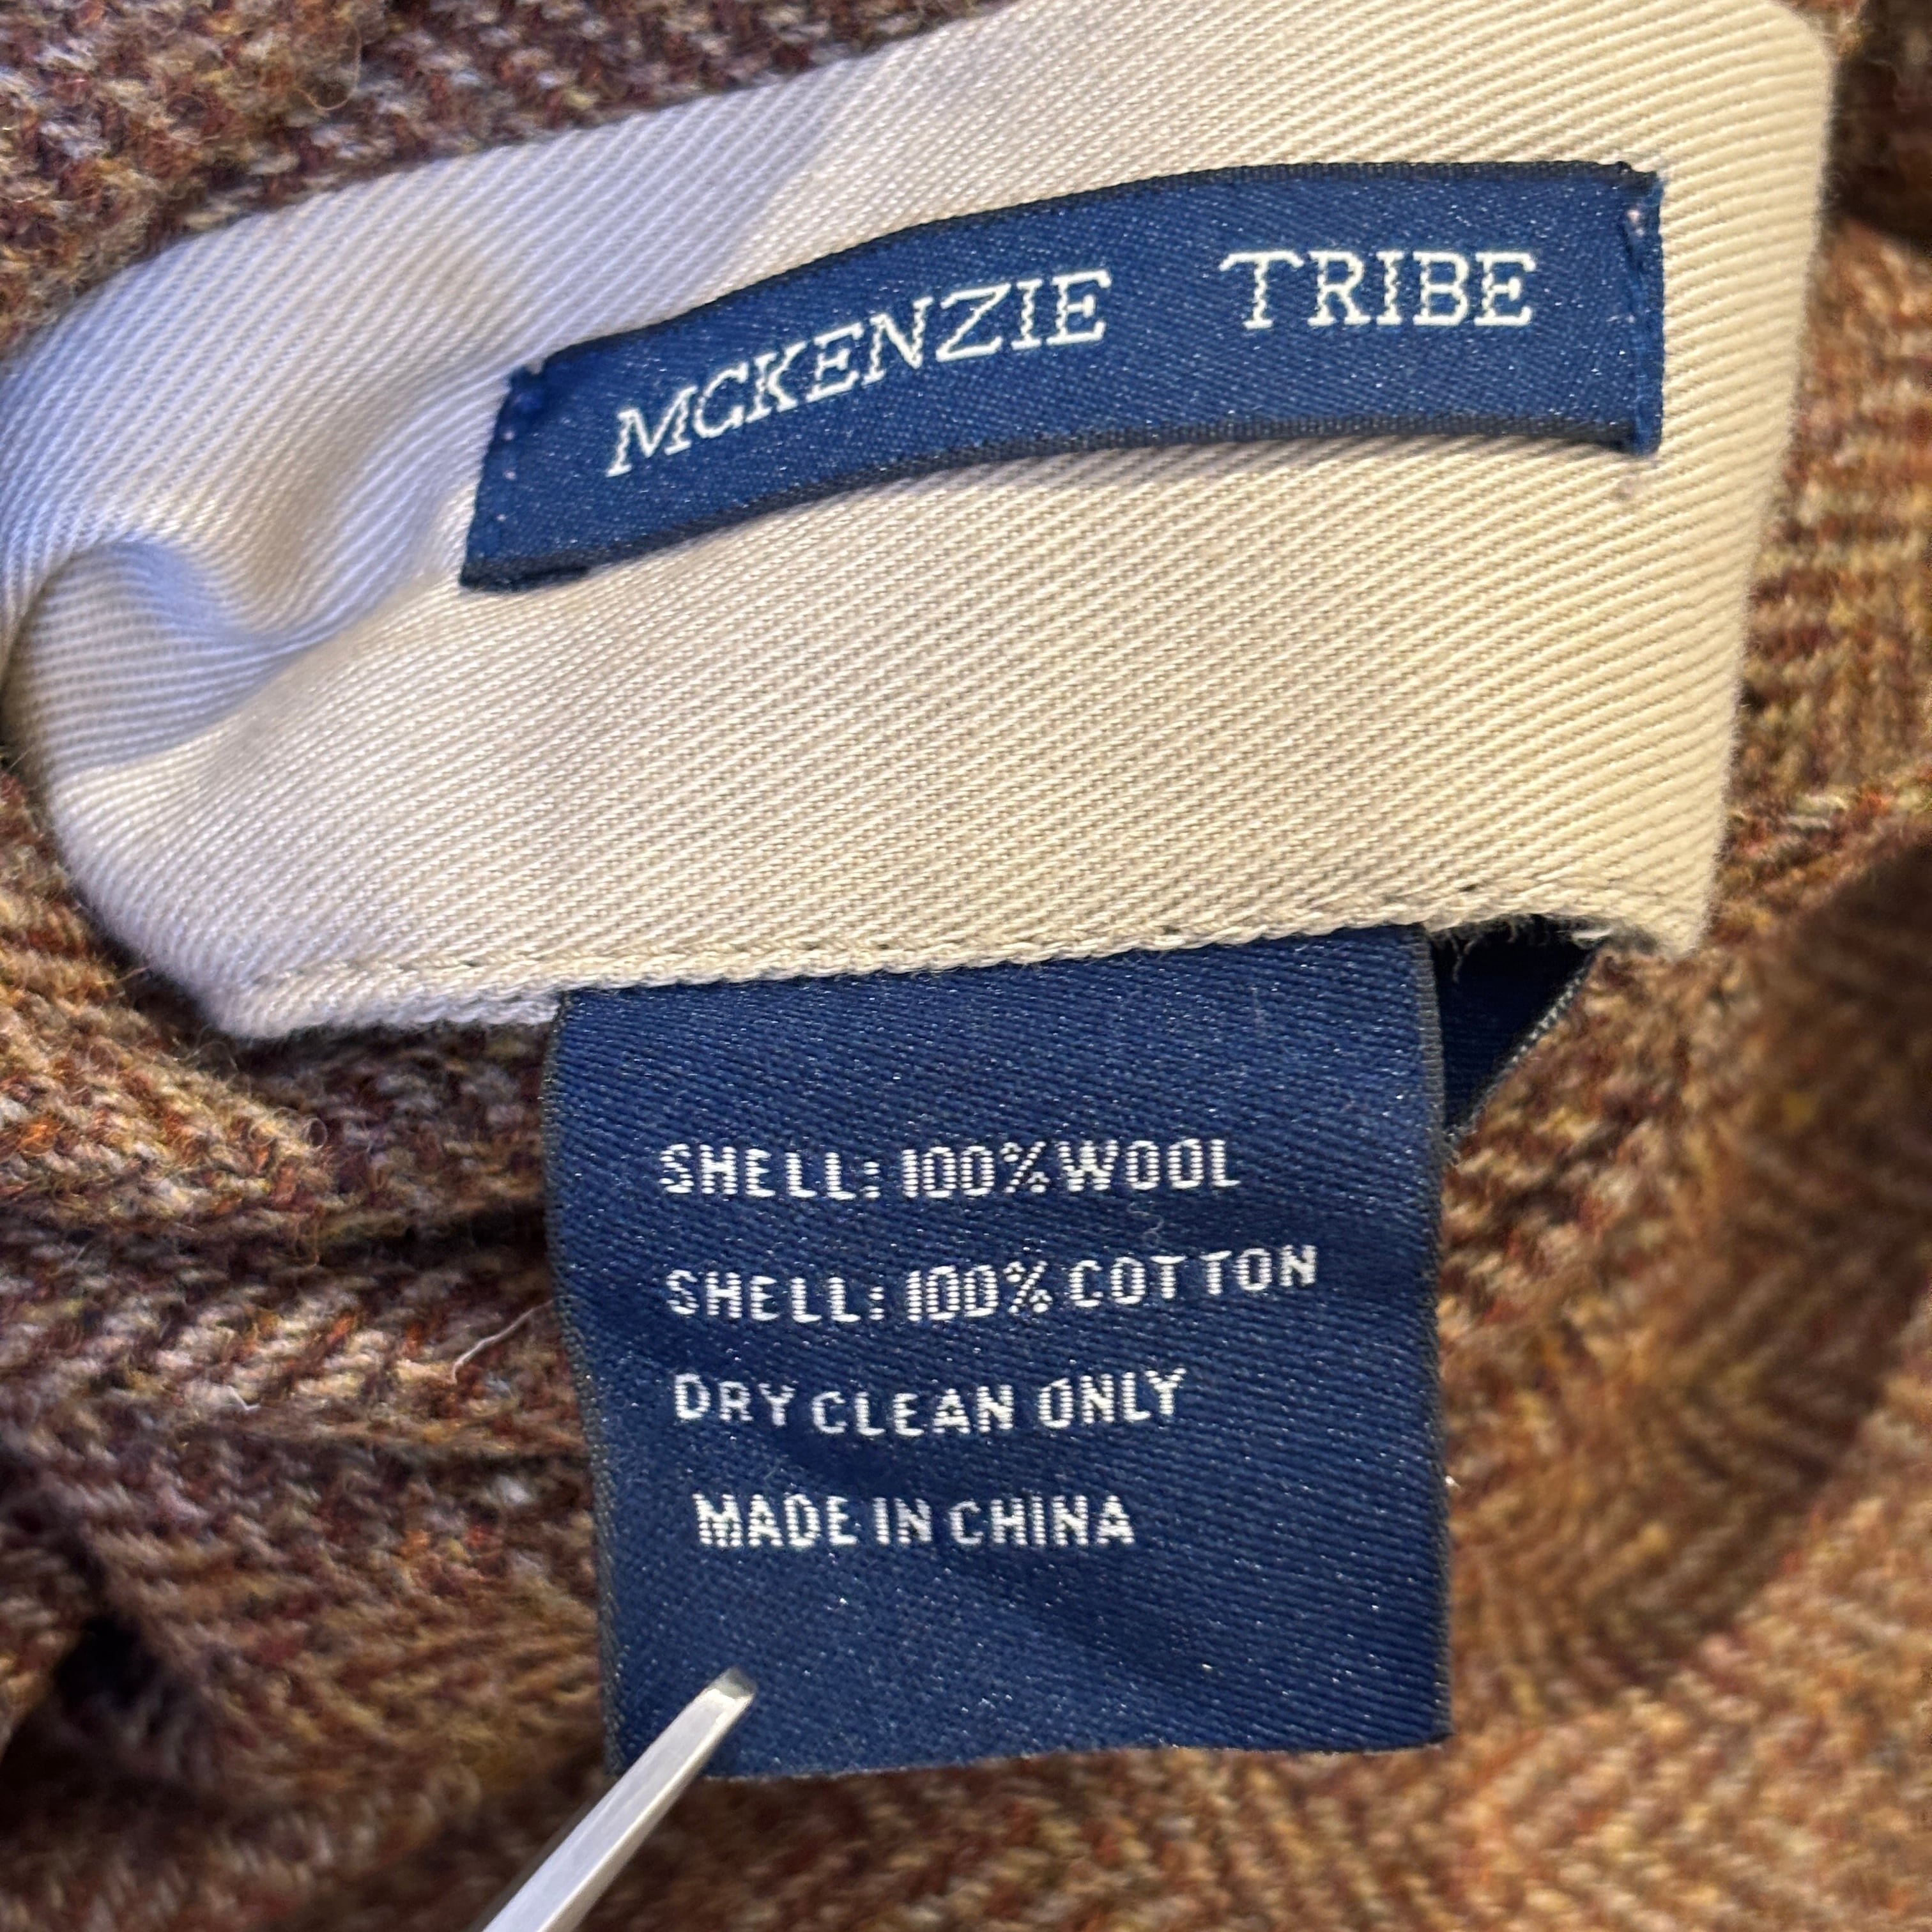 MCKENZIE TRIBE
SHELL: 100% WOOL
SHELL: 100% COTTON
DRY CLEAN ONLY
MADE IN CHINA